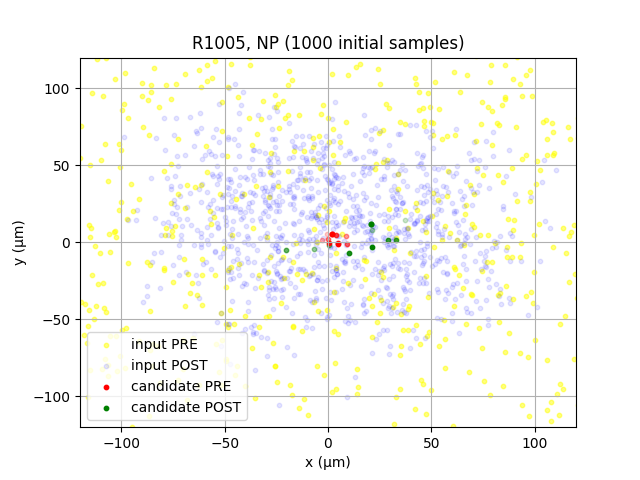 R1005, NP (1000 initial samples)
100
50
0
−50
−100
y (μm)
input PRE
input POST
candidate PRE
candidate POST
−100
−50
0
50
100
x (μm)